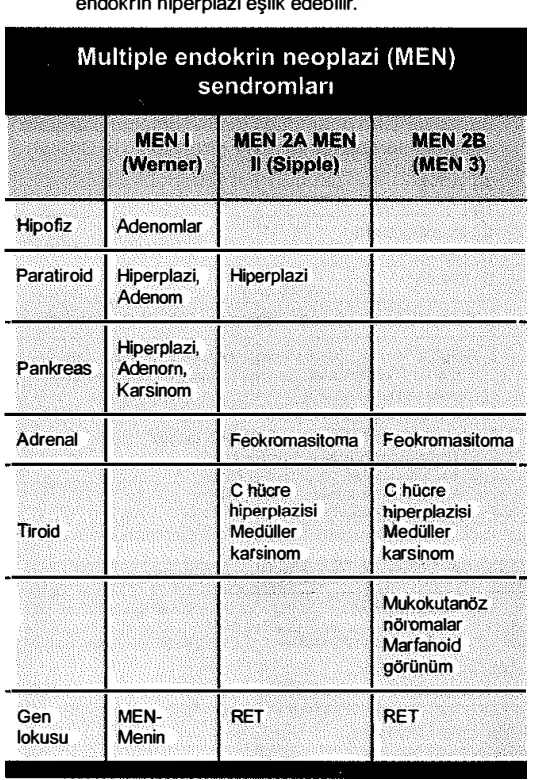 endokrin hiperplazi eşlik edebilir.
Multiple endokrin neoplazi (MEN)
sendromları
MEN I MEN 2A MEN MEN 2B
(Werner) II (Sipple) (MEN 3)
Hipofiz Adenomlar
Paratiroid Hiperplazi, Hiperplazi
Adenom
Hiperplazi,
Pankreas Adenom,
Karsinom
Adrenal Feokromasitoma Feokromasitoma
C hücre C hücre
hiperplazisi hiperplazisi
Tiroid Medüller Medüller
karsinom karsinom
Mukokutanöz
nöromalar
Marfanoid
görünüm
Gen MEN- RET RET
lokusu Menin